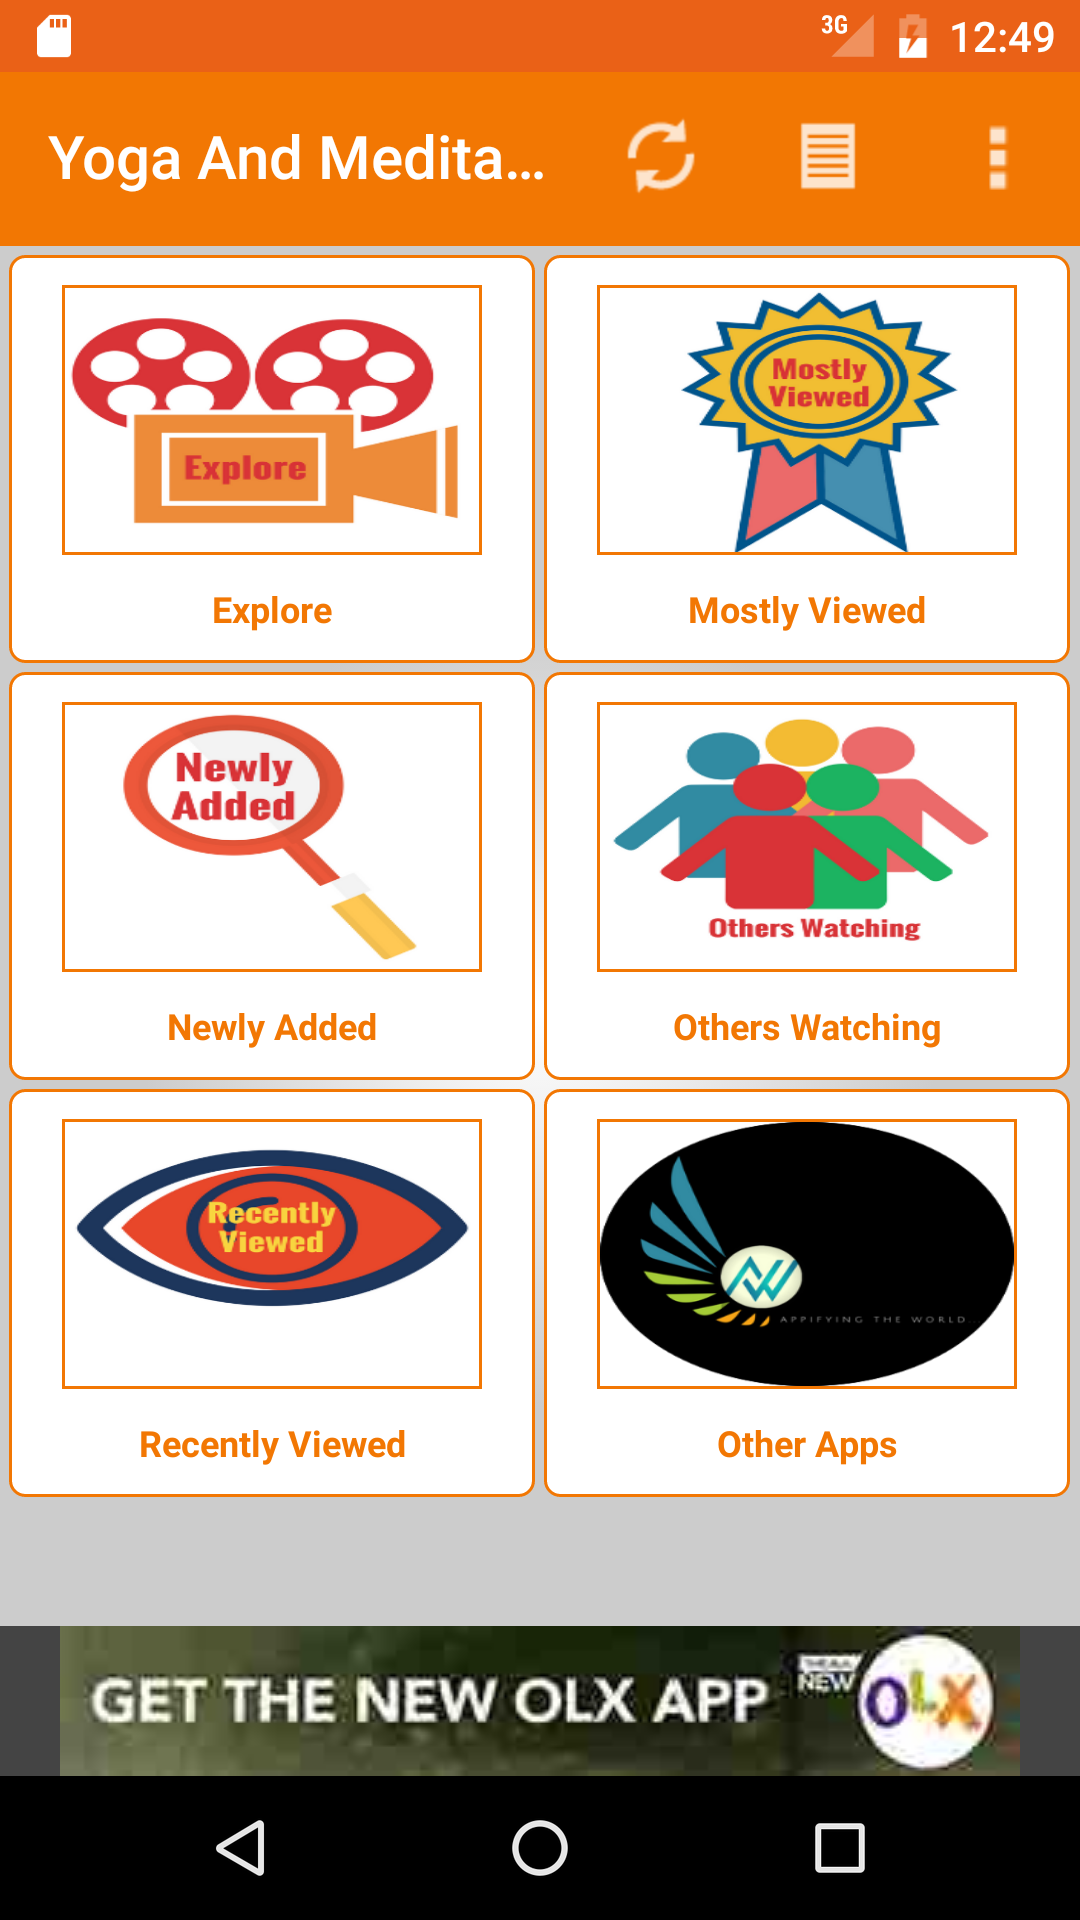 3G 12:49
Yoga And Medita...
Explore
Explore
Mostly
Viewed
Mostly Viewed
Newly
Added
Newly Added
Others Watching
Others Watching
Recently
Viewed
Recently Viewed
APPIFYING THE WORLD...
Other Apps
GET THE NEW OLX APP
NEW
OLX